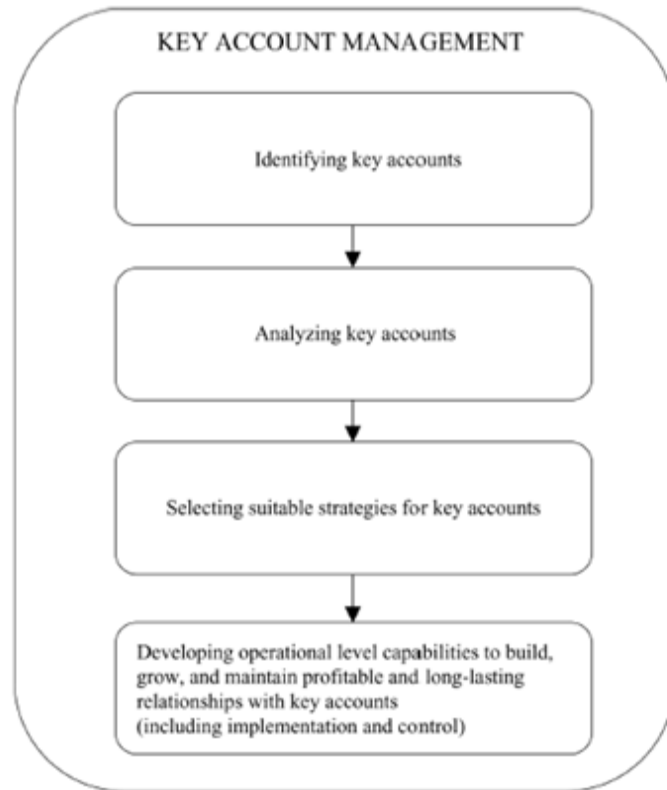 KEY ACCOUNT MANAGEMENT
Identifying key accounts
Analyzing key accounts
Selecting suitable strategies for key accounts
Developing operational level capabilities to build,
grow, and maintain profitable and long-lasting
relationships with key accounts
(including implementation and control)